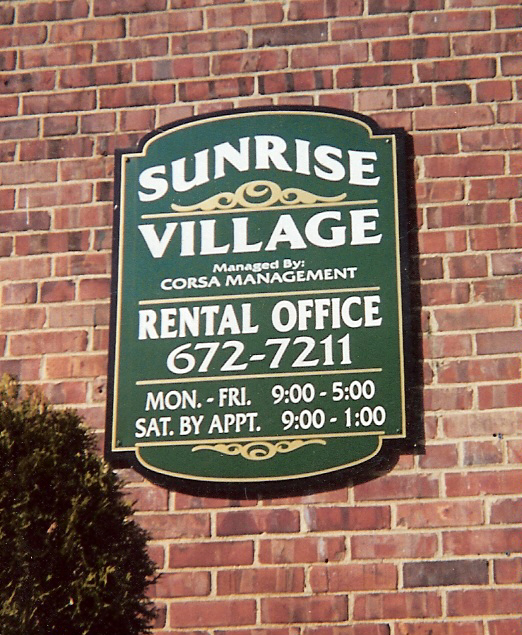 SUNRISE
VILLAGE
Managed By:
CORSA MANAGEMENT
RENTAL OFFICE
672-7211
MON. - FRI. 9:00 - 5:00
SAT. BY APPT. 9:00 - 1:00